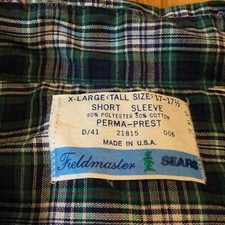 X-LARGE (TALL SIZE) 17-17½
SHORT SLEEVE
50% POLYESTER 50% COTTON
PERMA-PREST
D/41 21815 006
MADE IN U.S.A.
Fieldmaster SEARS